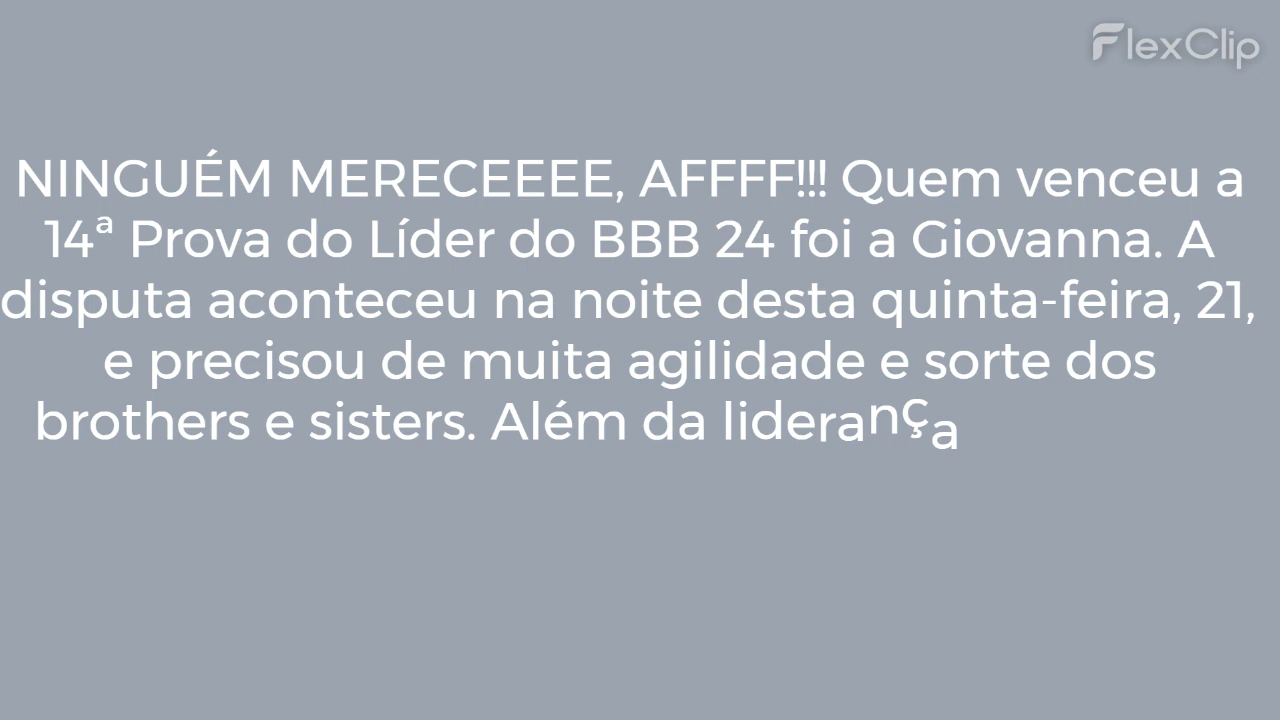 FlexClip
NINGUÉM MERECEEEE, AFFFF!!! Quem venceu a
14ª Prova do Líder do BBB 24 foi a Giovanna. A
disputa aconteceu na noite desta quinta-feira, 21,
e precisou de muita agilidade e sorte dos
brothers e sisters. Além da liderança